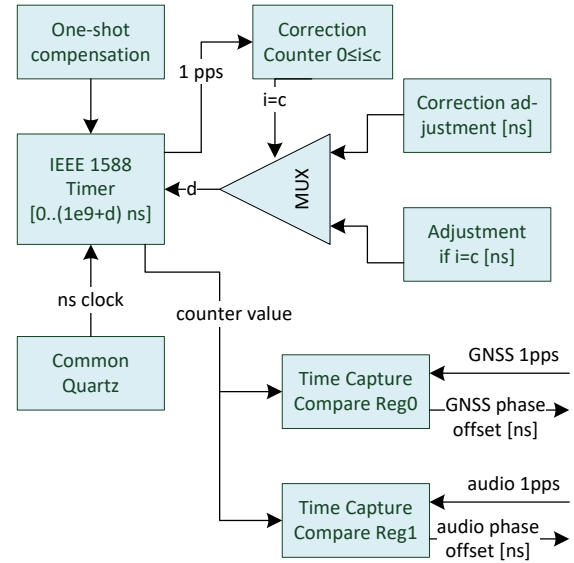 One-shot
compensation
1 pps
Correction
Counter 0≤i≤c
i=c
Correction ad-
justment [ns]
IEEE 1588
Timer
[0..(1e9+d) ns]
d
MUX
Adjustment
if i=c [ns]
ns clock
counter value
Common
Quartz
Time Capture
Compare Reg0
GNSS 1pps
GNSS phase
offset [ns]
Time Capture
Compare Reg1
audio 1pps
audio phase
offset [ns]